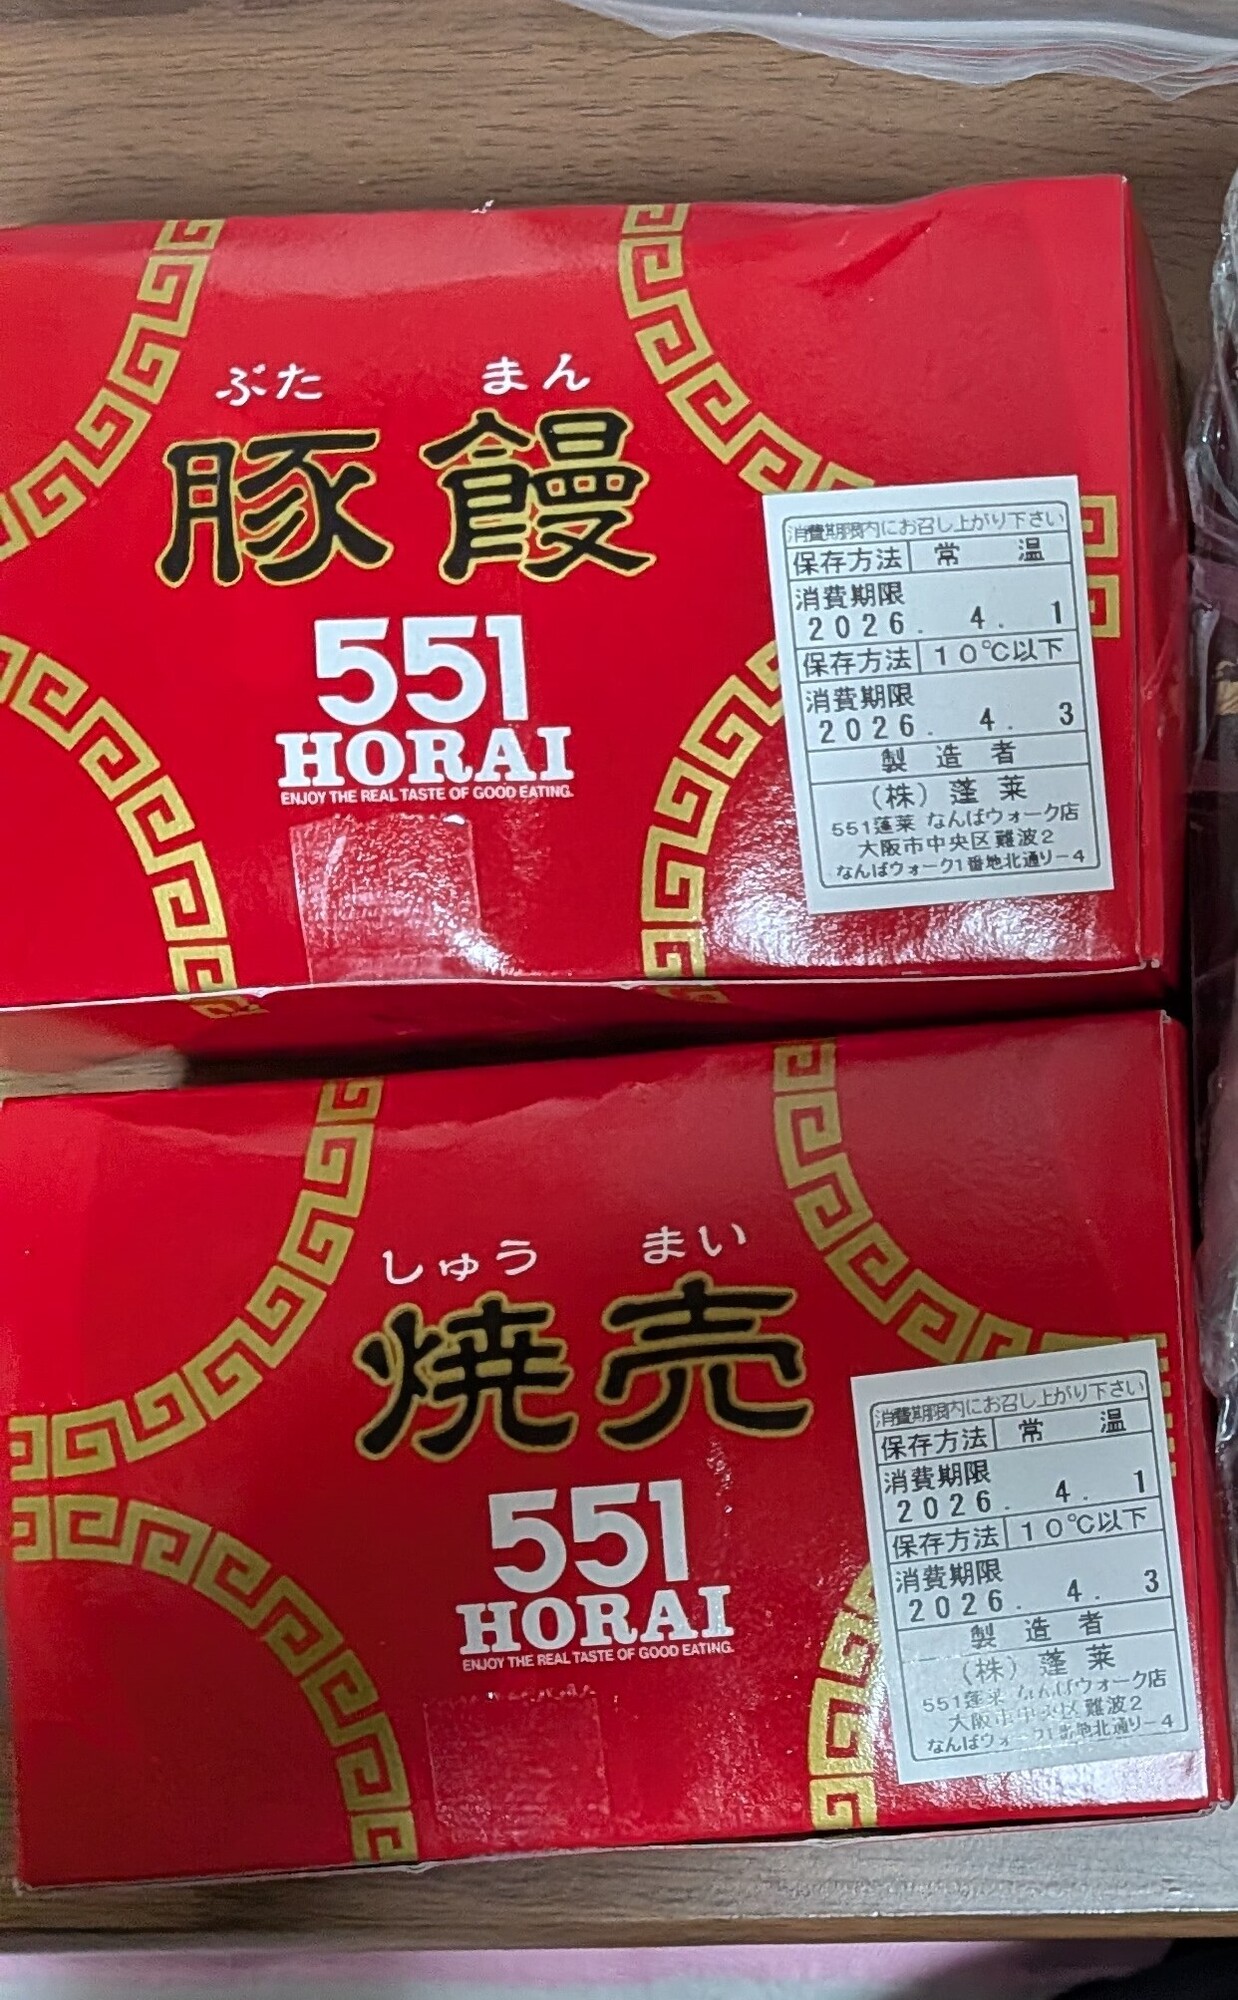 ぶた まん
豚饅
551
HORAI
ENJOY THE REAL TASTE OF GOOD EATING.
消費期限内にお召し上がり下さい
保存方法 常温
消費期限
2026. 4. 1
保存方法 10℃以下
消費期限
2026. 4. 3
製造者
(株)蓬莱
551蓬莱 なんばウォーク店
大阪市中央区難波2
なんばウォーク1番地北通り-4
しゅう まい
焼売
551
HORAI
ENJOY THE REAL TASTE OF GOOD EATING.
消費期限内にお召し上がり下さい
保存方法 常温
消費期限
2026. 4. 1
保存方法 10℃以下
消費期限
2026. 4. 3
製造者
(株)蓬莱
551蓬莱 なんばウォーク店
大阪市中央区難波2
なんばウォーク1番地北通り-4